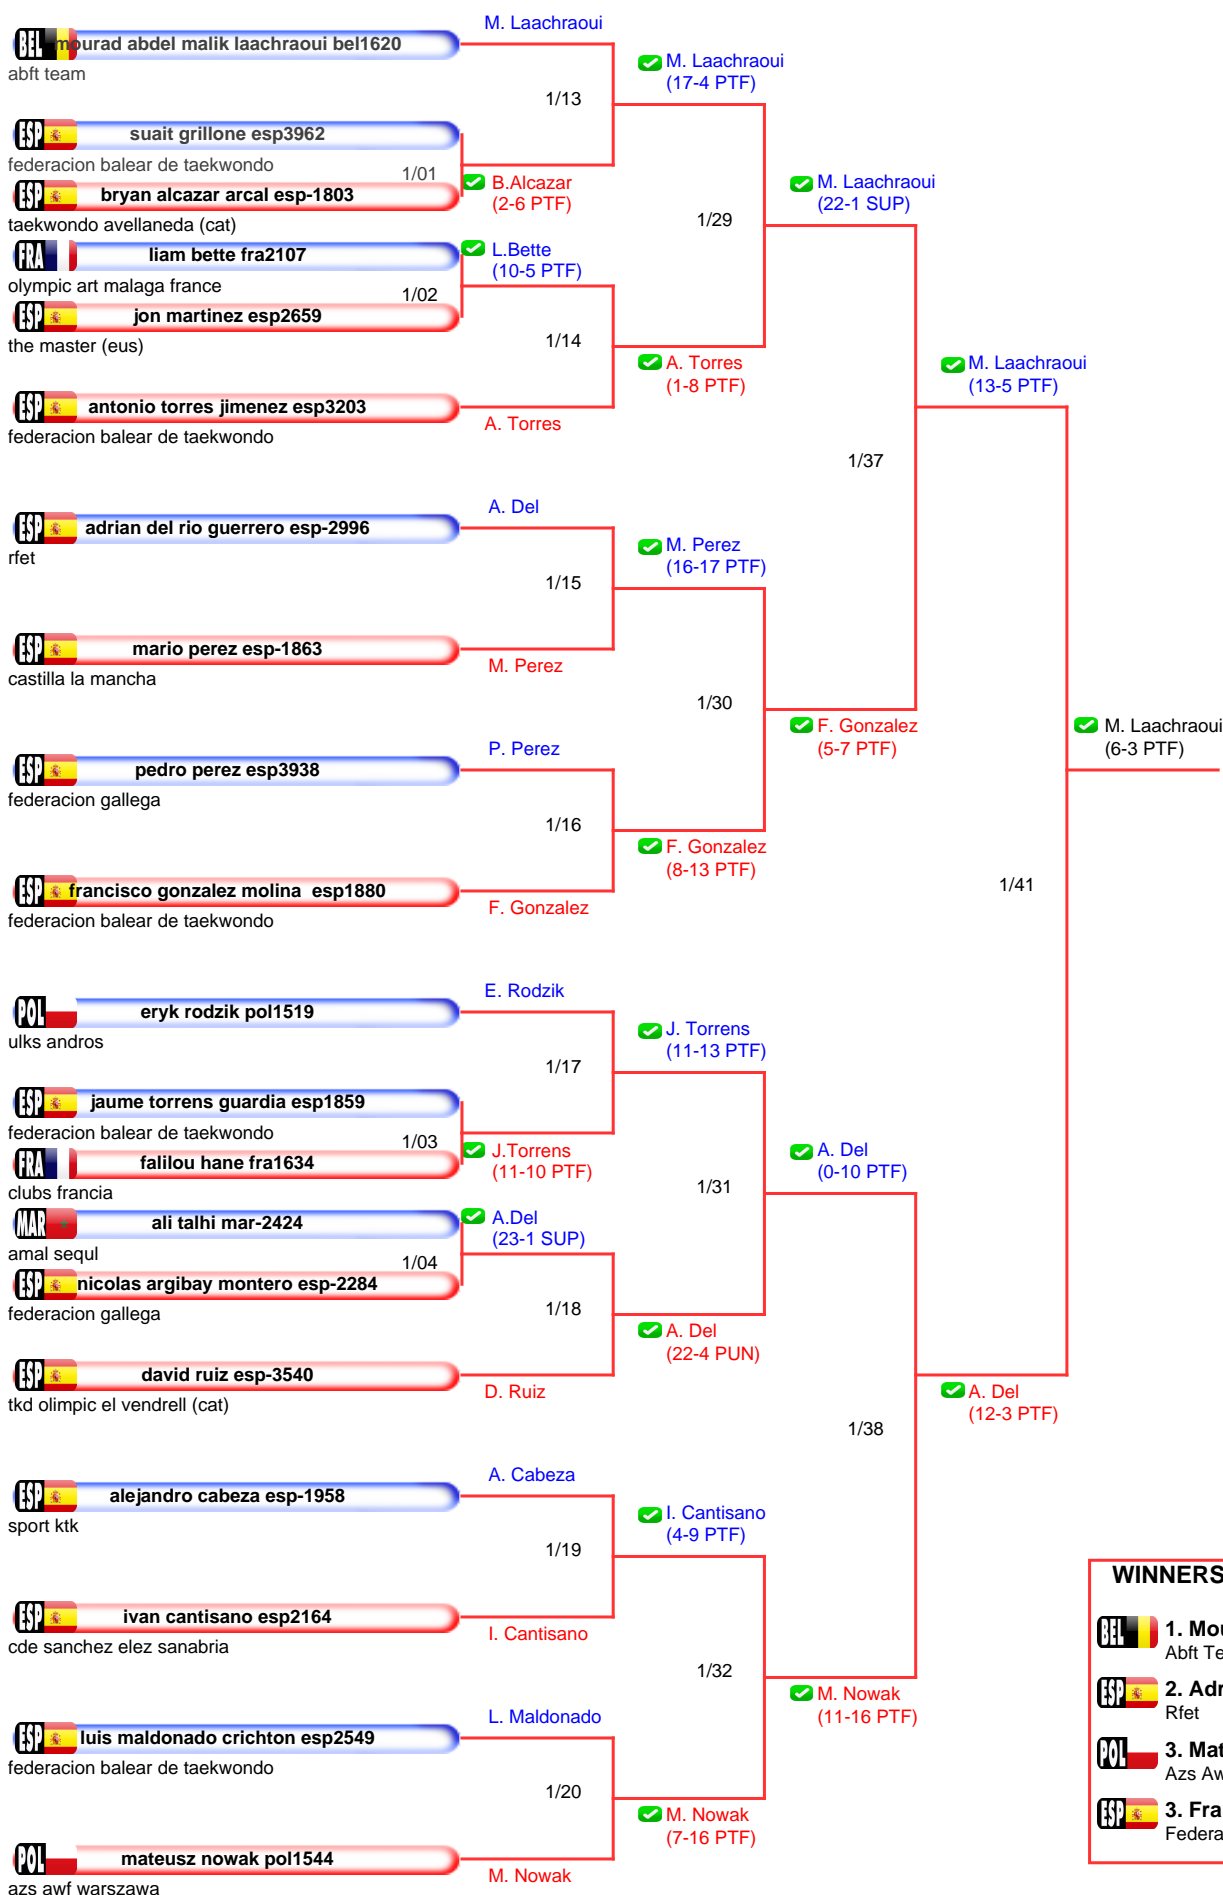 M. Laachraoui
BEL mourad abdel malik laachraoui bel1620
abft team
M. Laachraoui
(17-4 PTF)
1/13
ESP suait grillone esp3962
federacion balear de taekwondo
1/01
ESP bryan alcazar arcal esp-1803
taekwondo avellaneda (cat)
B.Alcazar
(2-6 PTF)
M. Laachraoui
(22-1 SUP)
1/29
FRA liam bette fra2107
olympic art malaga france
L.Bette
(10-5 PTF)
1/02
ESP jon martinez esp2659
the master (eus)
1/14
A. Torres
(1-8 PTF)
M. Laachraoui
(13-5 PTF)
ESP antonio torres jimenez esp3203
federacion balear de taekwondo
A. Torres
1/37
A. Del
ESP adrian del rio guerrero esp-2996
rfet
M. Perez
(16-17 PTF)
1/15
ESP mario perez esp-1863
castilla la mancha
M. Perez
1/30
F. Gonzalez
(5-7 PTF)
M. Laachraoui
(6-3 PTF)
P. Perez
ESP pedro perez esp3938
federacion gallega
1/16
F. Gonzalez
(8-13 PTF)
1/41
ESP francisco gonzalez molina esp1880
federacion balear de taekwondo
F. Gonzalez
E. Rodzik
POL eryk rodzik pol1519
ulks andros
J. Torrens
(11-13 PTF)
1/17
ESP jaume torrens guardia esp1859
federacion balear de taekwondo
1/03
FRA falilou hane fra1634
clubs francia
J.Torrens
(11-10 PTF)
A. Del
(0-10 PTF)
1/31
MAR ali talhi mar-2424
amal sequl
A.Del
(23-1 SUP)
1/04
ESP nicolas argibay montero esp-2284
federacion gallega
1/18
A. Del
(22-4 PUN)
ESP david ruiz esp-3540
tkd olimpic el vendrell (cat)
D. Ruiz
A. Del
(12-3 PTF)
1/38
A. Cabeza
ESP alejandro cabeza esp-1958
sport ktk
I. Cantisano
(4-9 PTF)
1/19
ESP ivan cantisano esp2164
cde sanchez elez sanabria
I. Cantisano
1/32
M. Nowak
(11-16 PTF)
L. Maldonado
ESP luis maldonado crichton esp2549
federacion balear de taekwondo
1/20
M. Nowak
(7-16 PTF)
POL mateusz nowak pol1544
azs awf warszawa
M. Nowak
WINNERS
BEL 1. Mou
Abft Te
ESP 2. Adr
Rfet
POL 3. Mat
Azs Aw
ESP 3. Fra
Federa